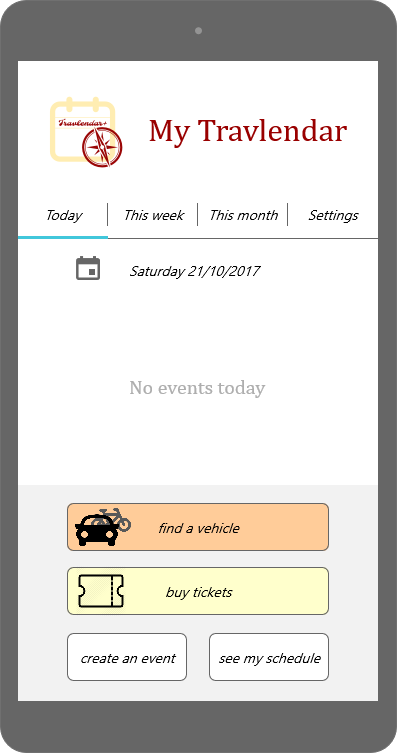 Travlendar+
My Travlendar
Today
This week
This month
Settings
Saturday 21/10/2017
No events today
find a vehicle
buy tickets
create an event
see my schedule